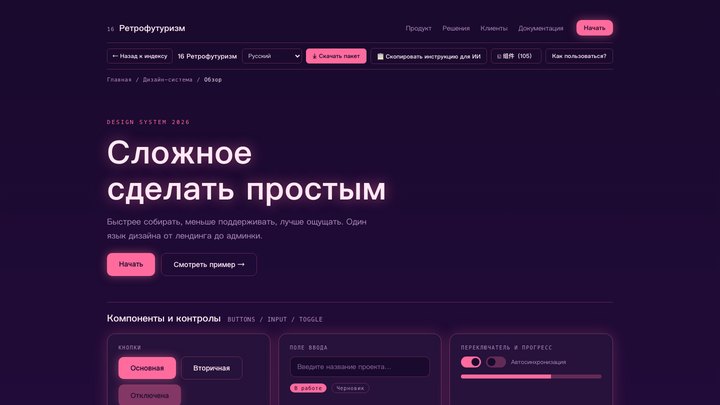 16 Ретрофутуризм
Продукт Решения Клиенты Документация Начать
← Назад к индексу 16 Ретрофутуризм Русский Скачать пакет Скопировать инструкцию для ИИ 组件 (105) Как пользоваться?
Главная / Дизайн-система / Обзор
DESIGN SYSTEM 2026
Сложное
сделать простым
Быстрее собирать, меньше поддерживать, лучше ощущать. Один
язык дизайна от лендинга до админки.
Начать Смотреть пример →
Компоненты и контролы BUTTONS / INPUT / TOGGLE
КНОПКИ
Основная Вторичная
Отключена
ПОЛЕ ВВОДА
Введите название проекта...
В работе Черновик
ПЕРЕКЛЮЧАТЕЛЬ И ПРОГРЕСС
Автосинхронизация